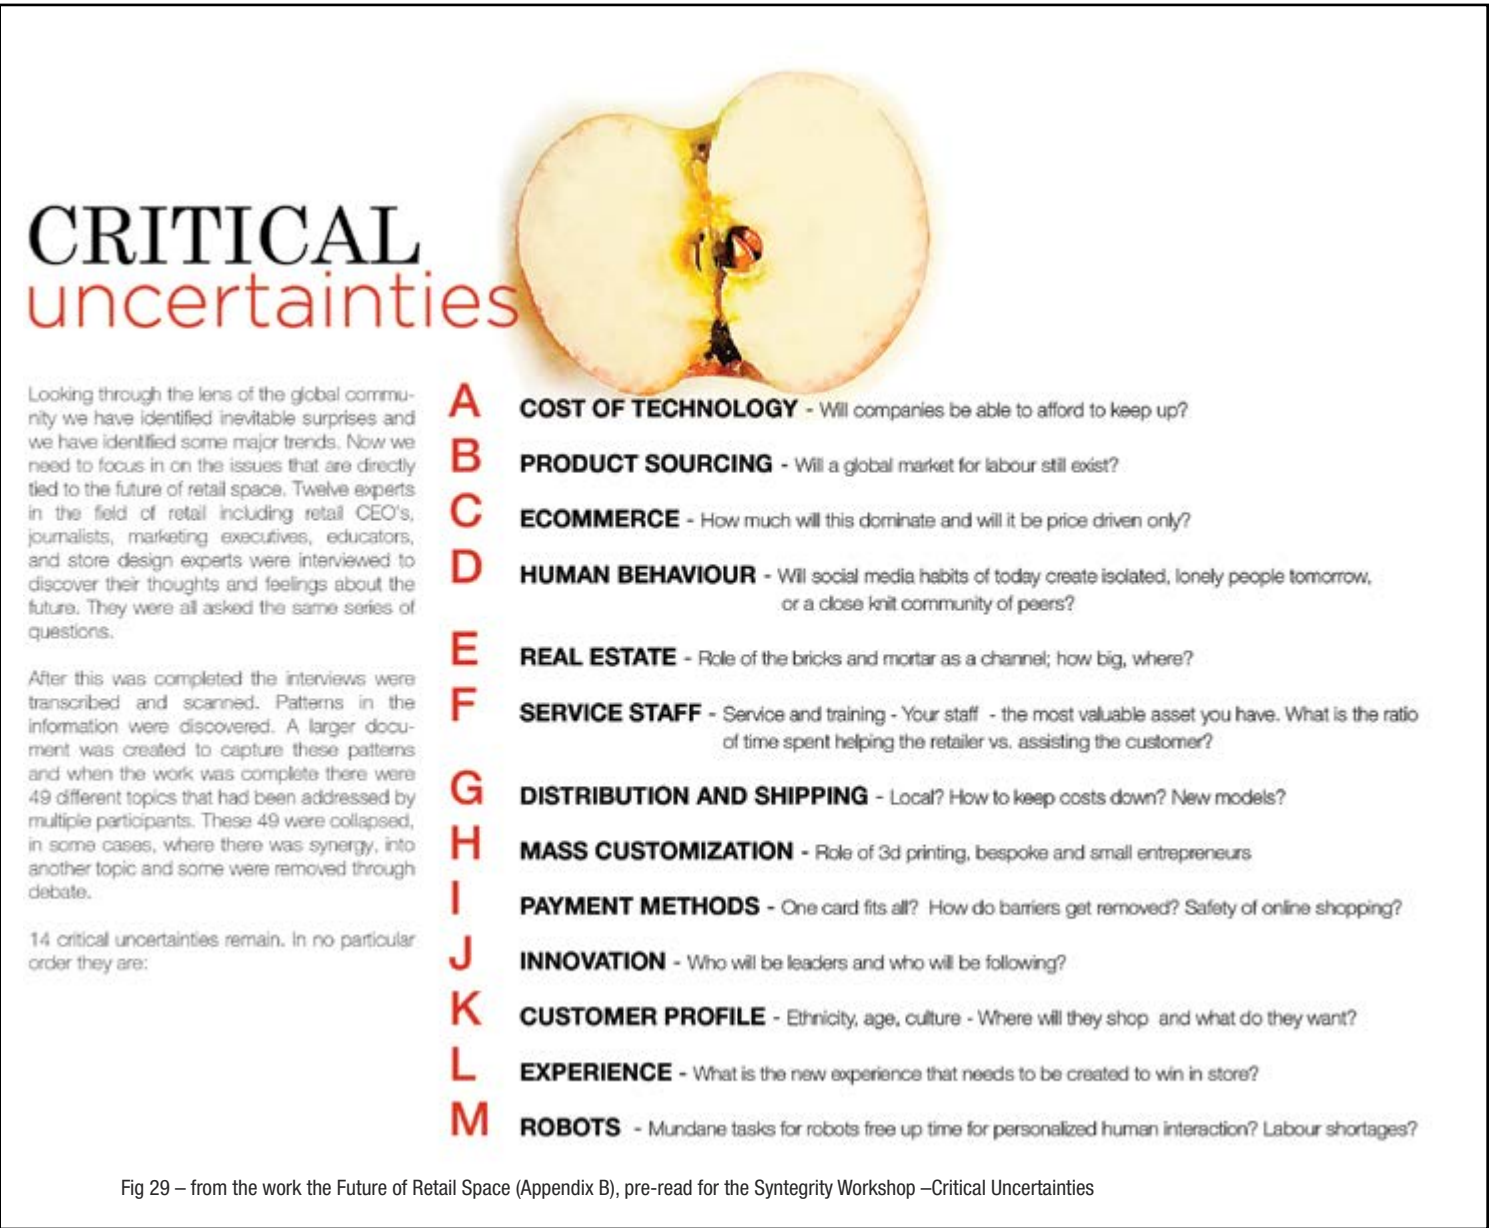 CRITICAL
uncertainties
Looking through the lens of the global commu-
nity we have identified inevitable surprises and
we have identified some major trends. Now we
need to focus in on the issues that are directly
tied to the future of retail space. Twelve experts
in the field of retail including retail CEO's,
journalists, marketing executives, educators,
and store design experts were interviewed to
discover their thoughts and feelings about the
future. They were all asked the same series of
questions.
After this was completed the interviews were
transcribed and scanned. Patterns in the
information were discovered. A larger docu-
ment was created to capture these patterns
and when the work was complete there were
49 different topics that had been addressed by
multiple participants. These 49 were collapsed,
in some cases, where there was synergy, into
another topic and some were removed through
debate.
14 critical uncertainties remain. In no particular
order they are:
A COST OF TECHNOLOGY - Will companies be able to afford to keep up?
B PRODUCT SOURCING - Will a global market for labour still exist?
C ECOMMERCE - How much will this dominate and will it be price driven only?
D HUMAN BEHAVIOUR - Will social media habits of today create isolated, lonely people tomorrow,
or a close knit community of peers?
E REAL ESTATE - Role of the bricks and mortar as a channel; how big, where?
F SERVICE STAFF - Service and training - Your staff - the most valuable asset you have. What is the ratio
of time spent helping the retailer vs. assisting the customer?
G DISTRIBUTION AND SHIPPING - Local? How to keep costs down? New models?
H MASS CUSTOMIZATION - Role of 3d printing, bespoke and small entrepreneurs
I PAYMENT METHODS - One card fits all? How do barriers get removed? Safety of online shopping?
J INNOVATION - Who will be leaders and who will be following?
K CUSTOMER PROFILE - Ethnicity, age, culture - Where will they shop and what do they want?
L EXPERIENCE - What is the new experience that needs to be created to win in store?
M ROBOTS - Mundane tasks for robots free up time for personalized human interaction? Labour shortages?
Fig 29 – from the work the Future of Retail Space (Appendix B), pre-read for the Syntegrity Workshop –Critical Uncertainties